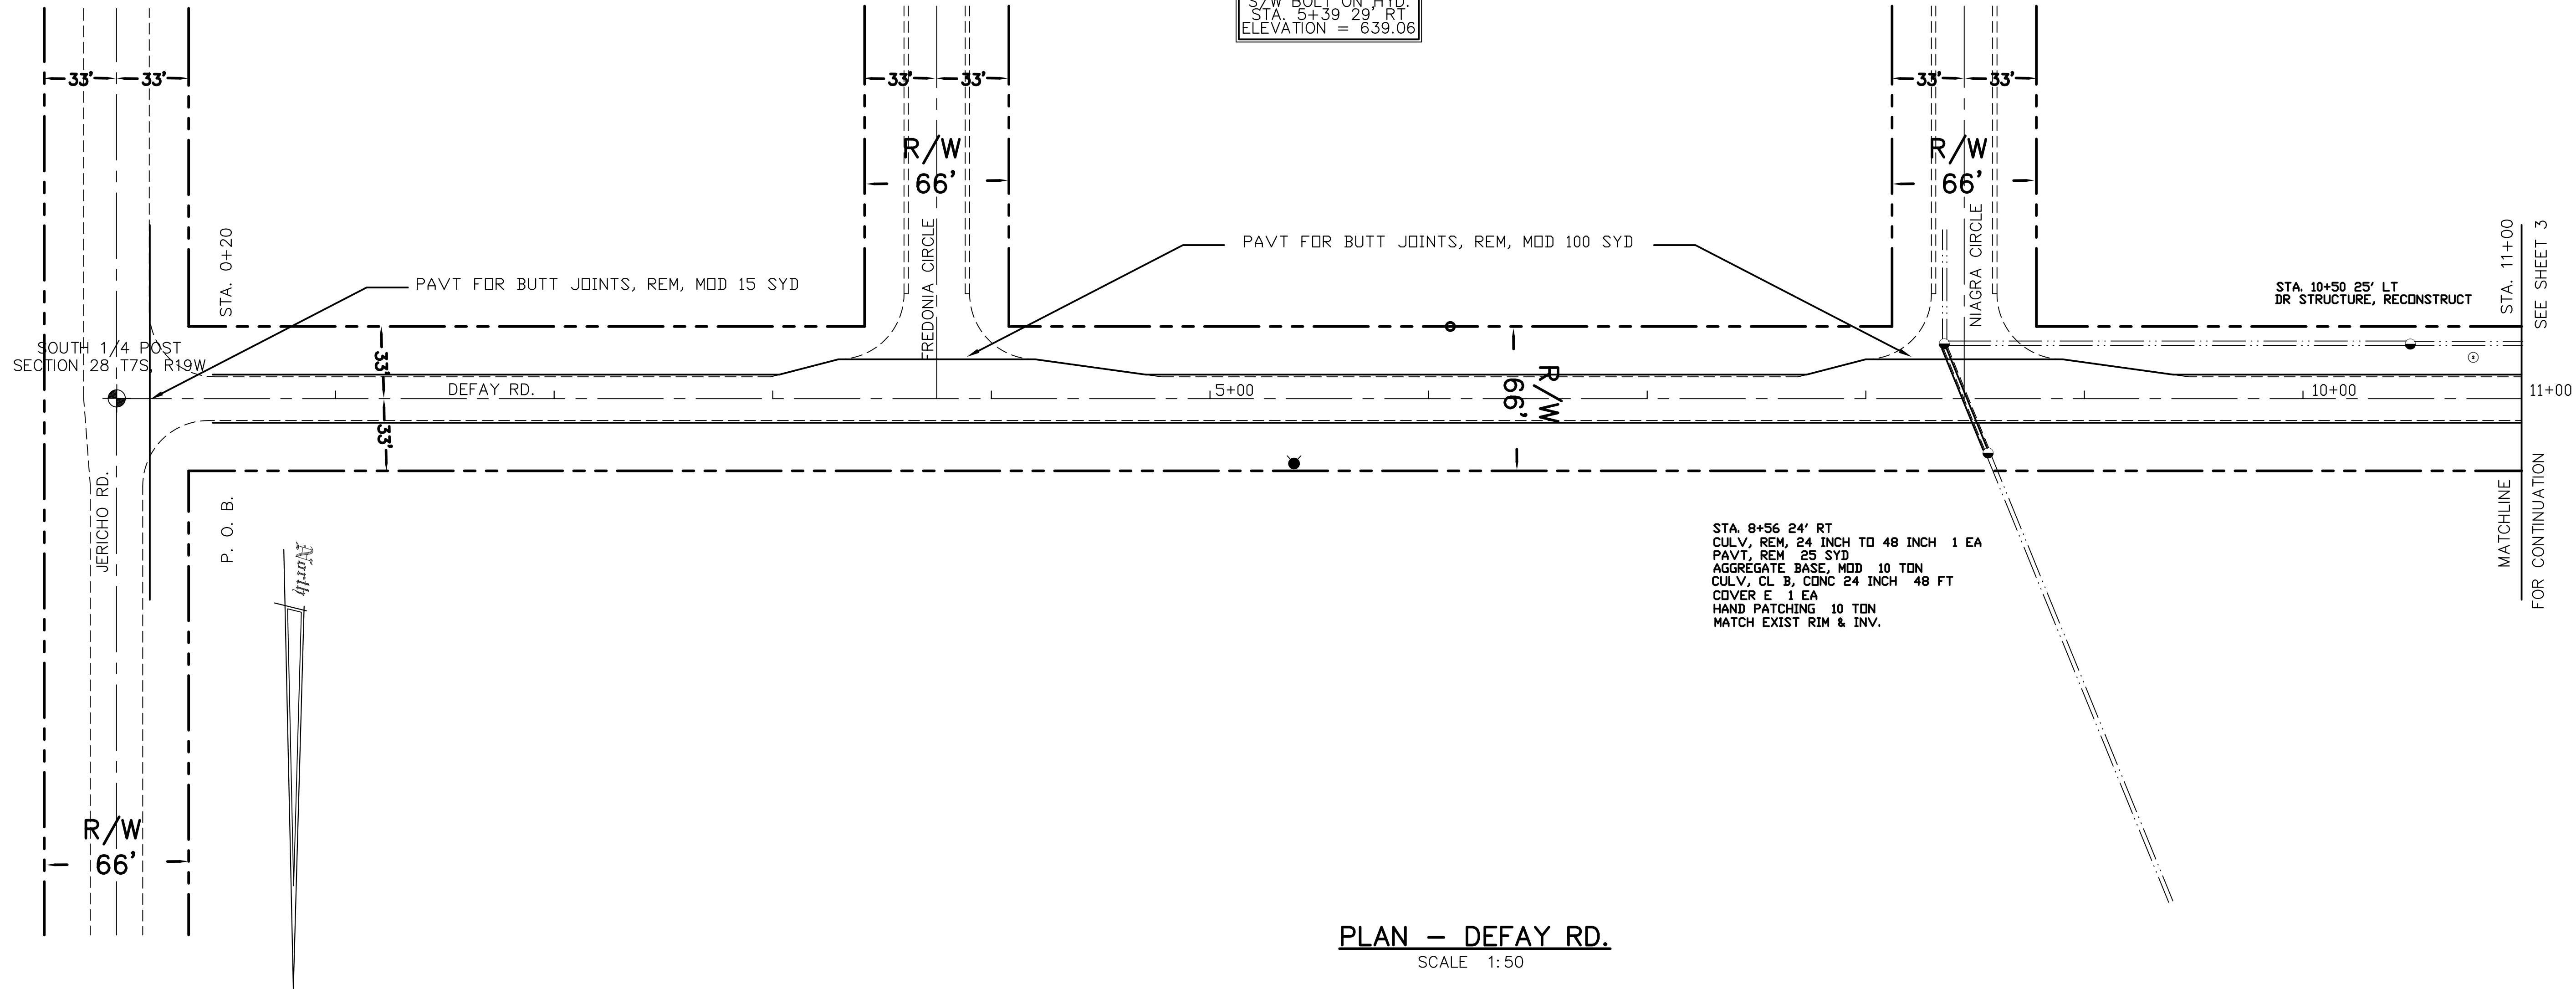 S/W BOLT ON HYD.
STA. 5+39 29' RT
ELEVATION = 639.06
33' 33'
33' 33'
33' 33'
R/W
66'
R/W
66'
FREDONIA CIRCLE
NIAGRA CIRCLE
STA. 0+20
PAVT FOR BUTT JOINTS, REM, MOD 15 SYD
PAVT FOR BUTT JOINTS, REM, MOD 100 SYD
STA. 10+50 25' LT
DR STRUCTURE, RECONSTRUCT
STA. 11+00
SEE SHEET 3
SOUTH 1/4 POST
SECTION 28 T7S, R19W
33'
33'
DEFAY RD.
5+00
R/W
66'
10+00
11+00
JERICHO RD.
P. O. B.
North
STA. 8+56 24' RT
CULV, REM, 24 INCH TO 48 INCH 1 EA
PAVT, REM 25 SYD
AGGREGATE BASE, MOD 10 TON
CULV, CL B, CONC 24 INCH 48 FT
COVER E 1 EA
HAND PATCHING 10 TON
MATCH EXIST RIM & INV.
MATCHLINE
FOR CONTINUATION
R/W
66'
PLAN - DEFAY RD.
SCALE 1:50